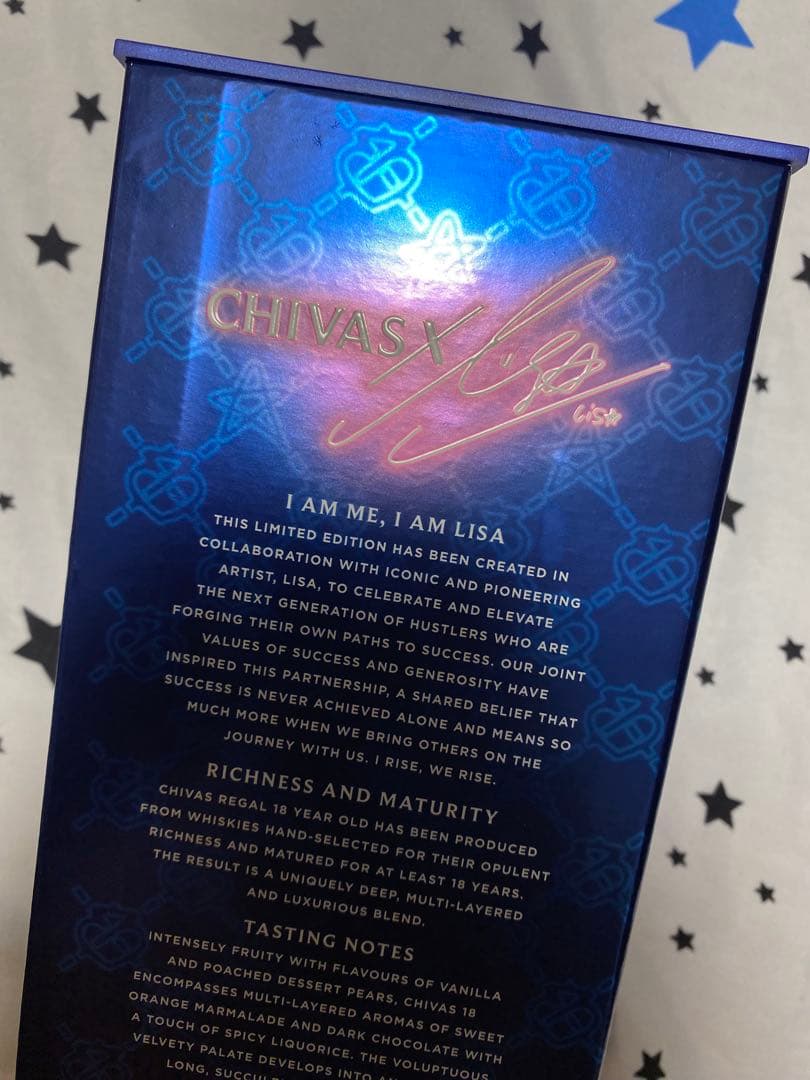 CHIVAS X Lisa
LiSa
I AM ME, I AM LISA
THIS LIMITED EDITION HAS BEEN CREATED IN
COLLABORATION WITH ICONIC AND PIONEERING
ARTIST, LISA, TO CELEBRATE AND ELEVATE
THE NEXT GENERATION OF HUSTLERS WHO ARE
FORGING THEIR OWN PATHS TO SUCCESS. OUR JOINT
VALUES OF SUCCESS AND GENEROSITY HAVE
INSPIRED THIS PARTNERSHIP, A SHARED BELIEF THAT
SUCCESS IS NEVER ACHIEVED ALONE AND MEANS SO
MUCH MORE WHEN WE BRING OTHERS ON THE
JOURNEY WITH US. I RISE, WE RISE.
RICHNESS AND MATURITY
CHIVAS REGAL 18 YEAR OLD HAS BEEN PRODUCED
FROM WHISKIES HAND-SELECTED FOR THEIR OPULENT
RICHNESS AND MATURED FOR AT LEAST 18 YEARS.
THE RESULT IS A UNIQUELY DEEP, MULTI-LAYERED
AND LUXURIOUS BLEND.
TASTING NOTES
INTENSELY FRUITY WITH FLAVOURS OF VANILLA
AND POACHED DESSERT PEARS, CHIVAS 18
ENCOMPASSES MULTI-LAYERED AROMAS OF SWEET
ORANGE MARMALADE AND DARK CHOCOLATE WITH
A TOUCH OF SPICY LIQUORICE. THE VOLUPTUOUS
VELVETY PALATE DEVELOPS INTO
LONG,